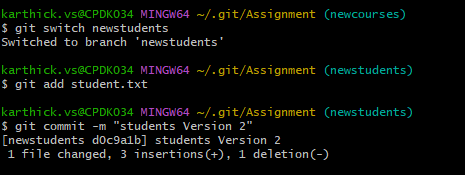 karthick.vs@CPDK034 MINGW64 ~/.git/Assignment (newcourses)
$ git switch newstudents
Switched to branch 'newstudents'
karthick.vs@CPDK034 MINGW64 ~/.git/Assignment (newstudents)
$ git add student.txt
karthick.vs@CPDK034 MINGW64 ~/.git/Assignment (newstudents)
$ git commit -m "students Version 2"
[newstudents d0c9a1b] students Version 2
 1 file changed, 3 insertions(+), 1 deletion(-)